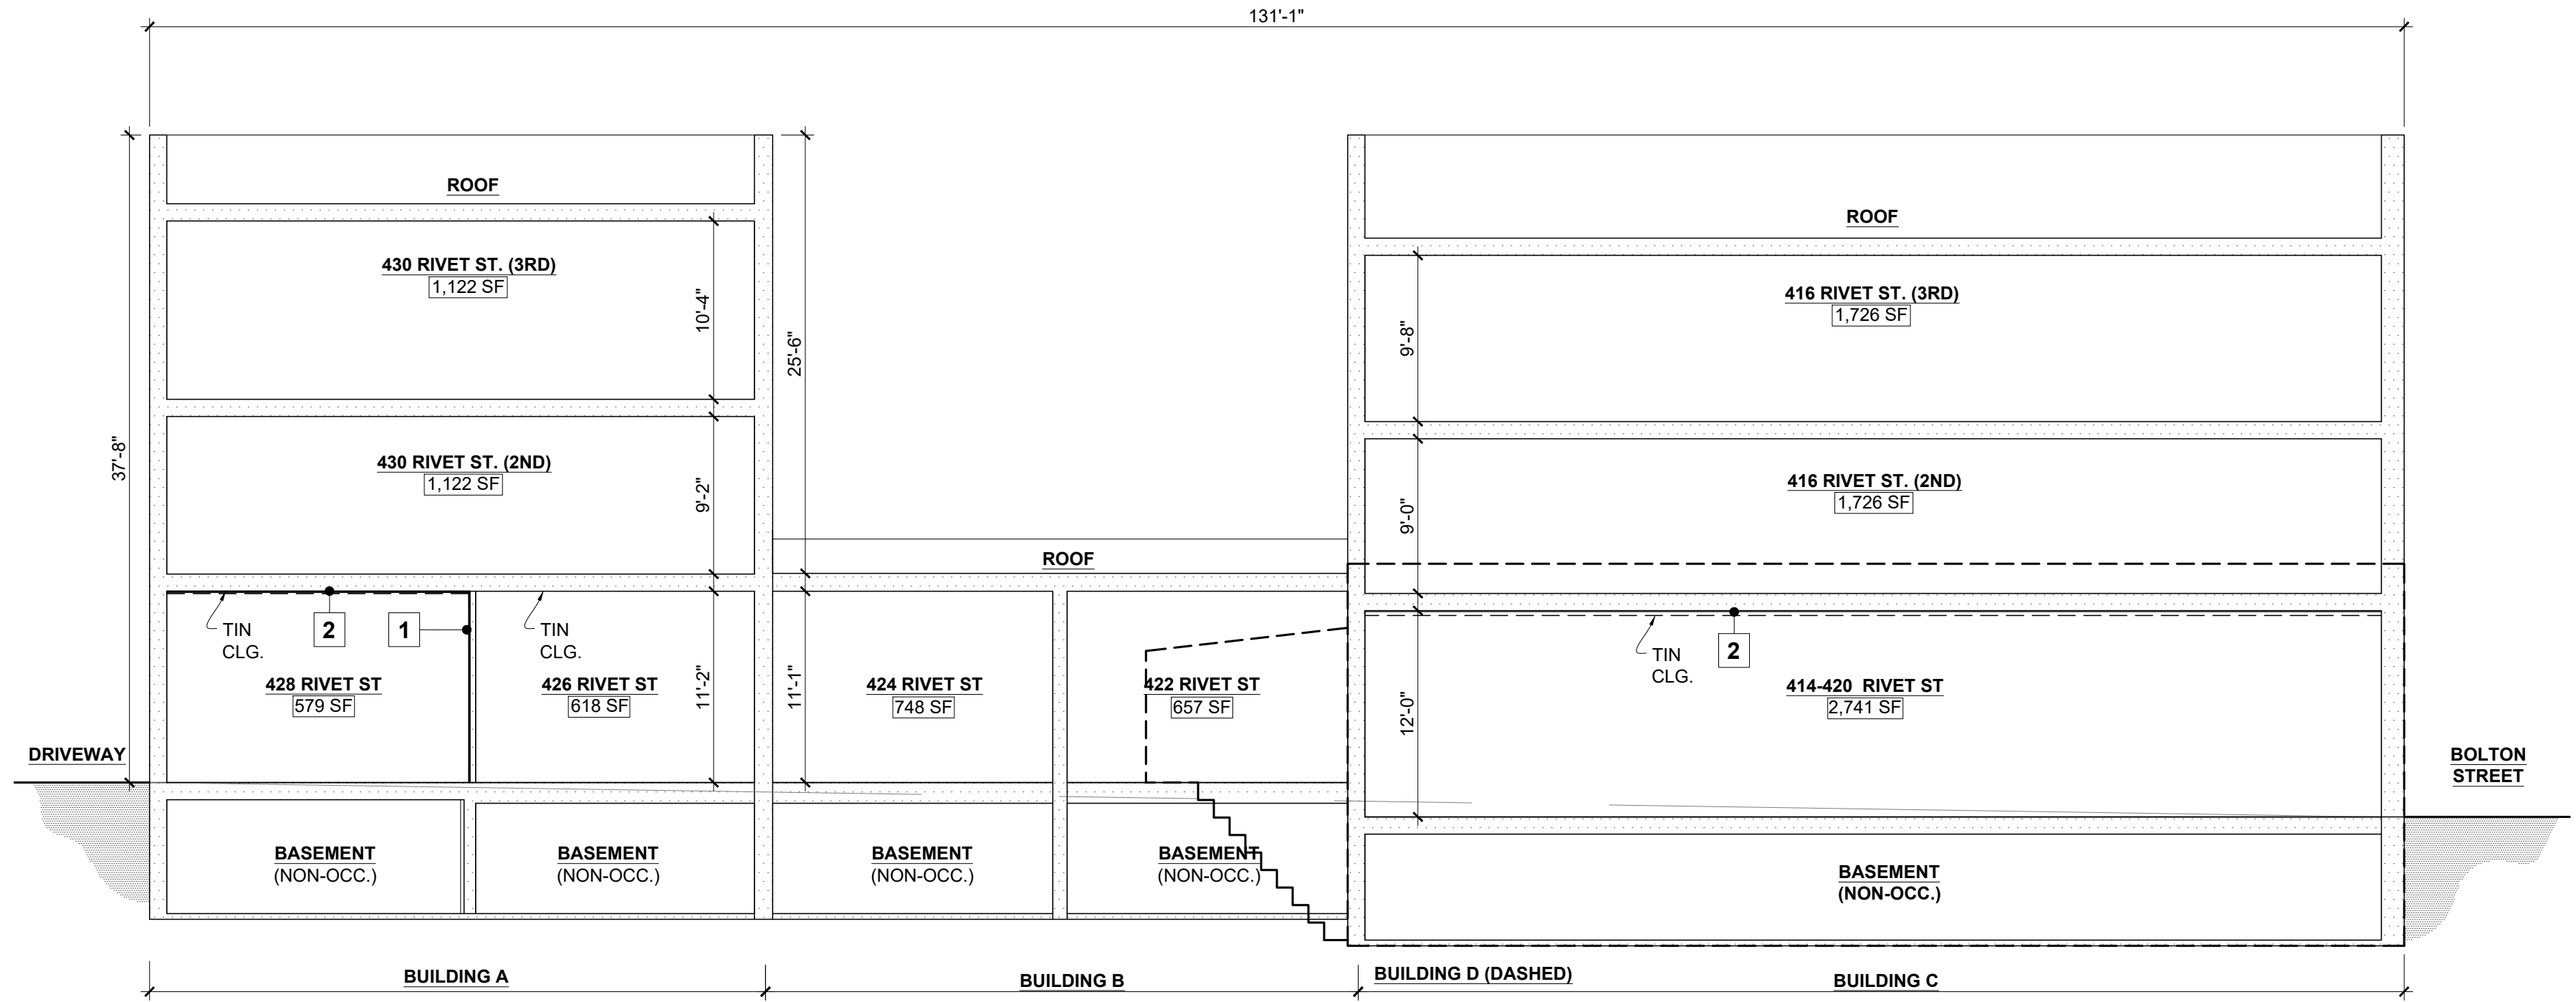 131'-1"
ROOF
430 RIVET ST. (3RD)
1,122 SF
10'-4"
430 RIVET ST. (2ND)
1,122 SF
9'-2"
37'-8"
25'-6"
TIN
CLG.
2
1
TIN
CLG.
428 RIVET ST
579 SF
426 RIVET ST
618 SF
11'-2"
11'-1"
ROOF
424 RIVET ST
748 SF
422 RIVET ST
657 SF
ROOF
416 RIVET ST. (3RD)
1,726 SF
9'-8"
416 RIVET ST. (2ND)
1,726 SF
9'-0"
TIN
CLG.
2
414-420 RIVET ST
2,741 SF
12'-0"
DRIVEWAY
BOLTON
STREET
BASEMENT
(NON-OCC.)
BASEMENT
(NON-OCC.)
BASEMENT
(NON-OCC.)
BASEMENT
(NON-OCC.)
BASEMENT
(NON-OCC.)
BUILDING A
BUILDING B
BUILDING D (DASHED)
BUILDING C